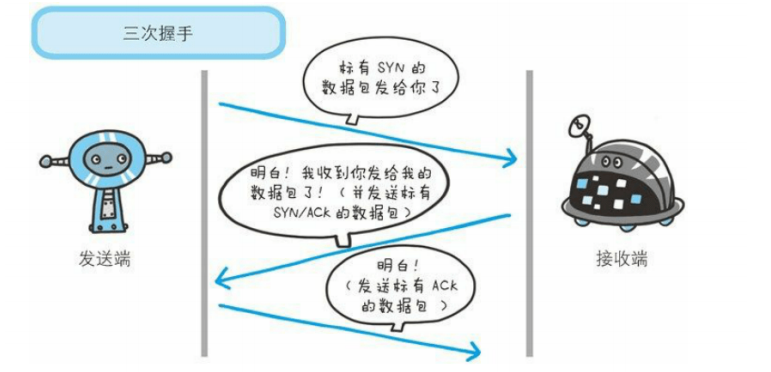 三次握手
标有 SYN 的
数据包发给你了
明白！我收到你发给我的
数据包了！（并发送标有
SYN/ACK 的数据包）
发送端
接收端
明白！
（发送标有 ACK
的数据包 ）